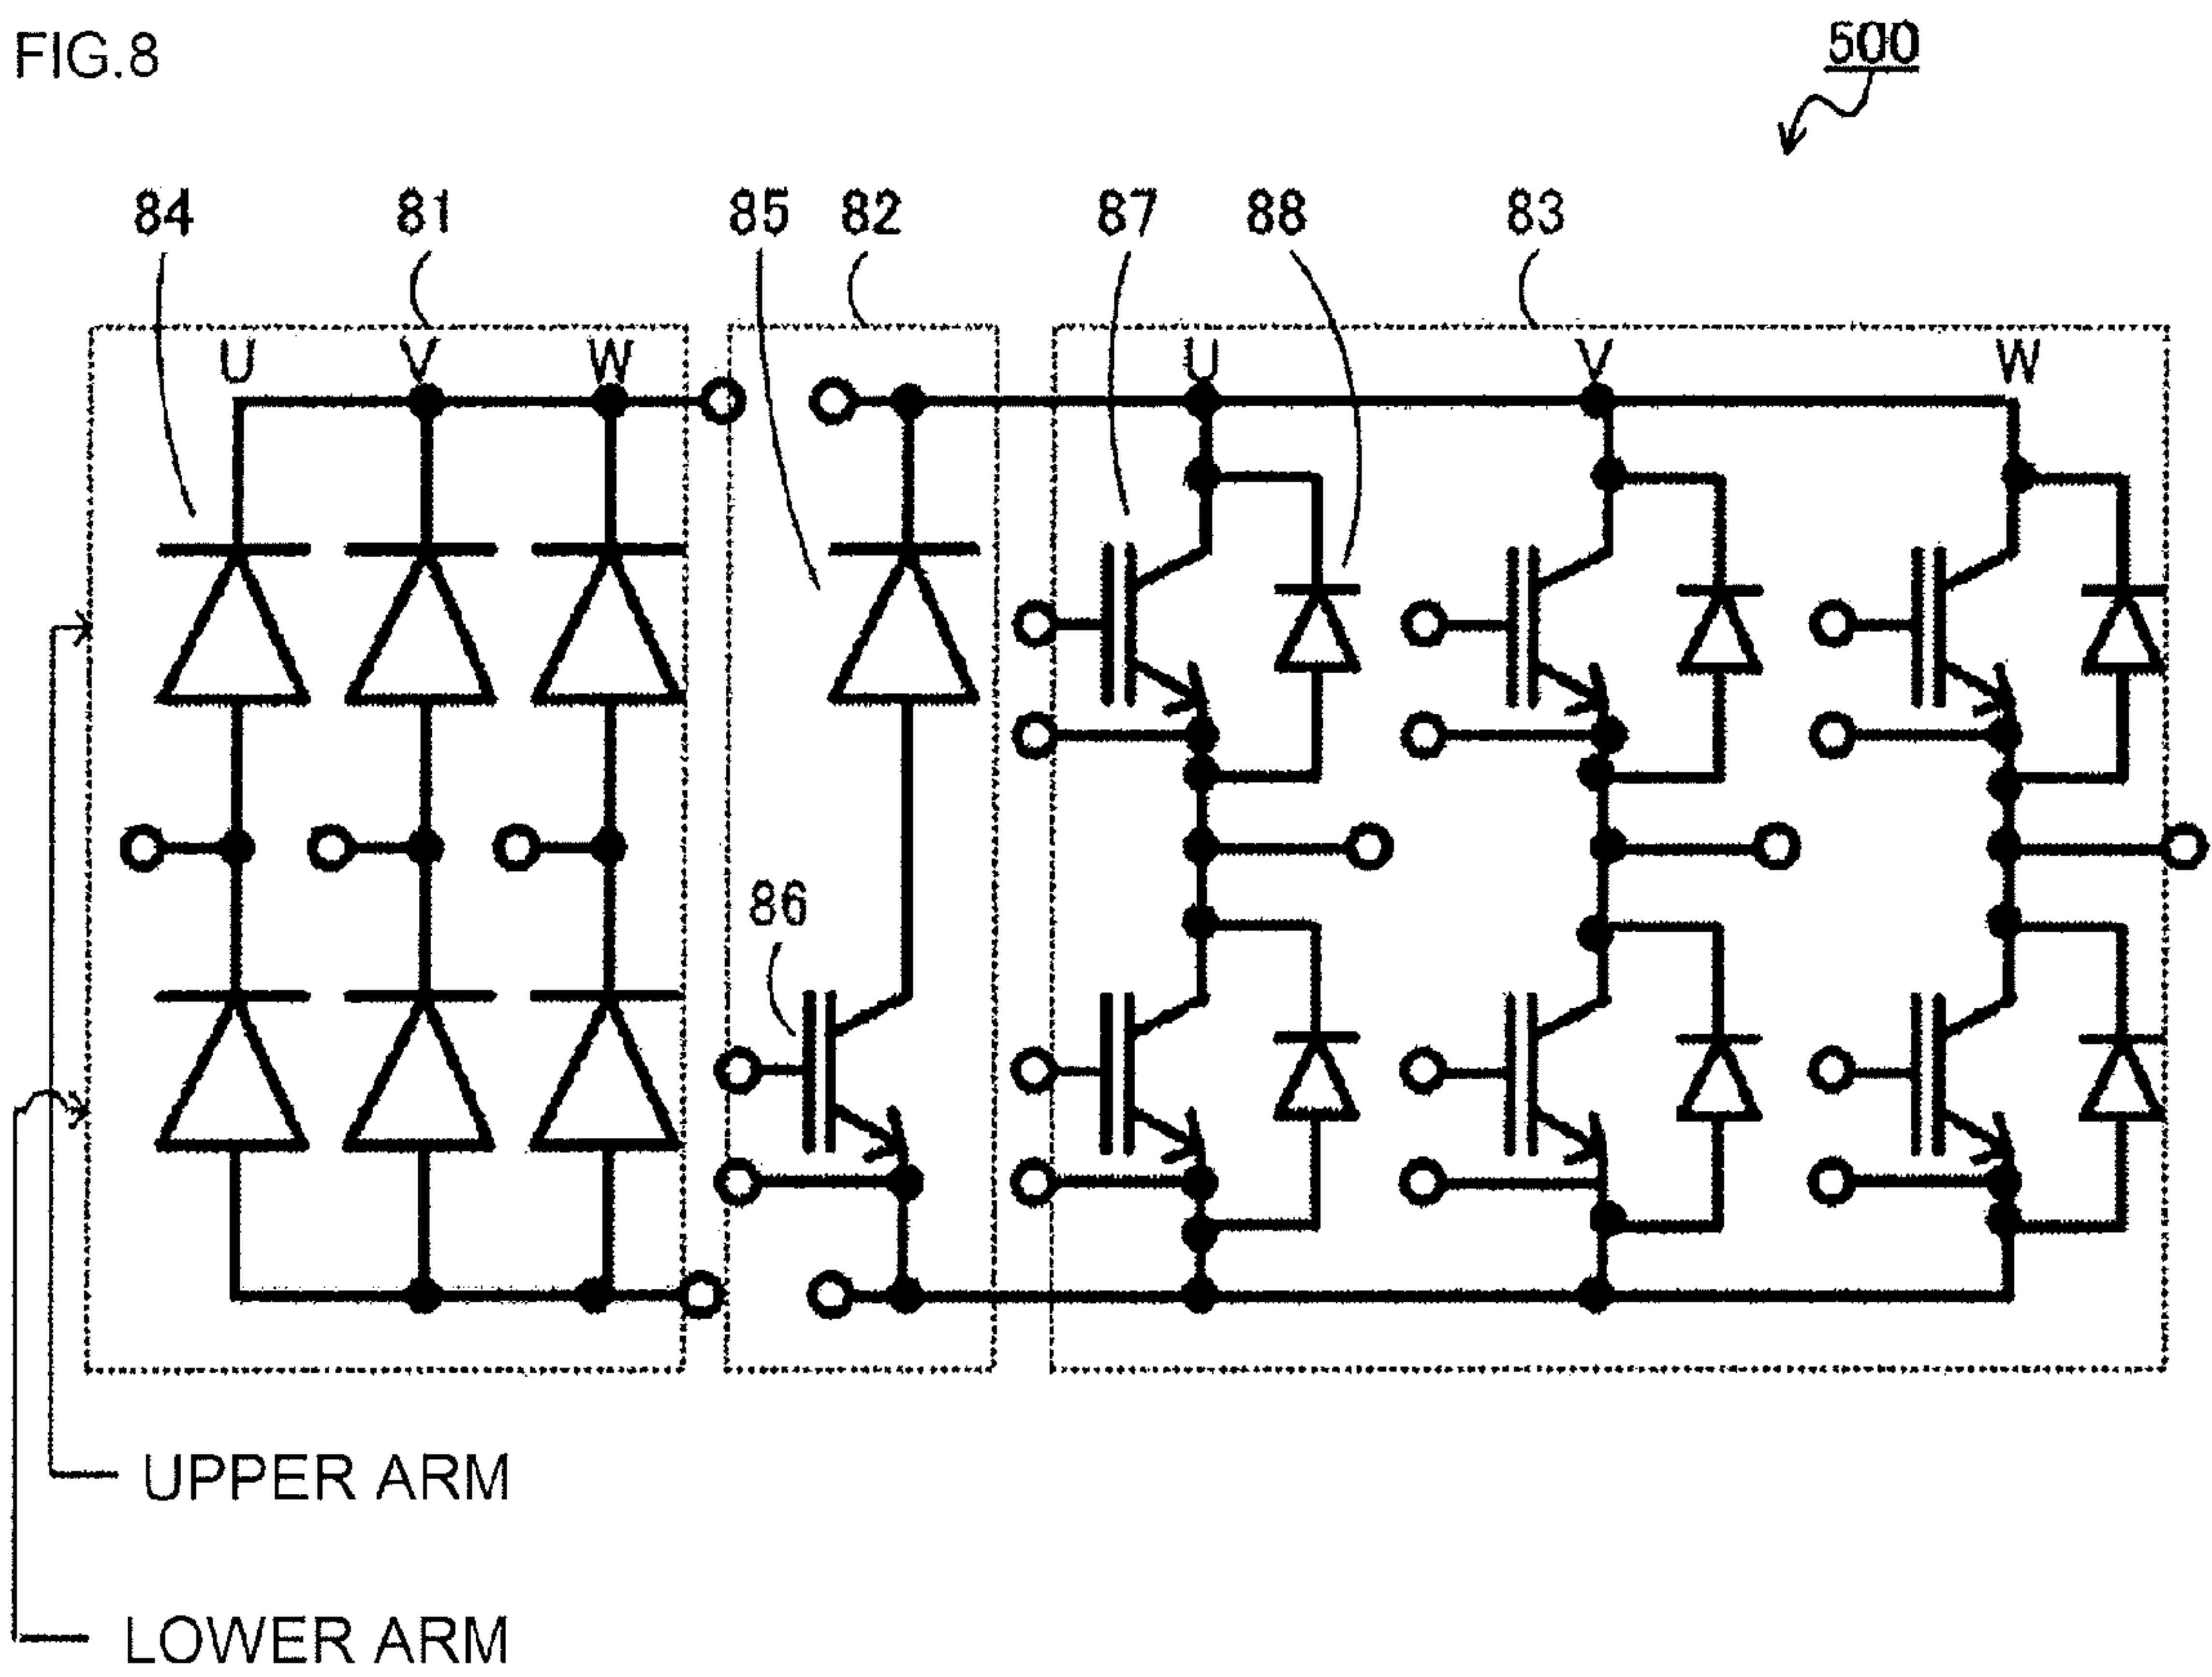 FIG.8
500
84 81 85 82 87 88 83
U V W U V W
86
UPPER ARM
LOWER ARM